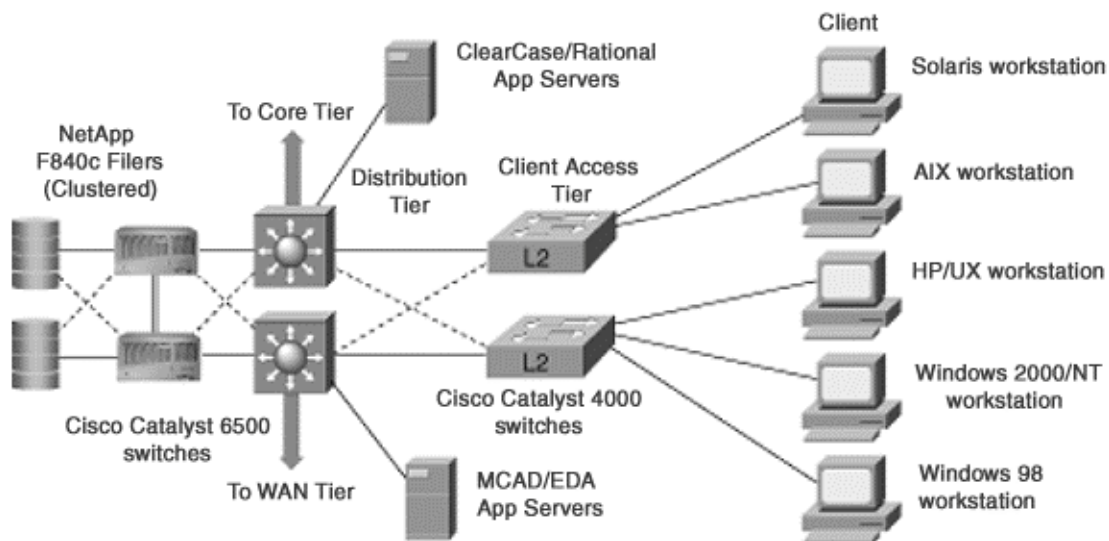 Client
ClearCase/Rational
App Servers
Solaris workstation
To Core Tier
NetApp
F840c Filers
(Clustered)
Distribution
Tier
Client Access
Tier
AIX workstation
L2
HP/UX workstation
L2
Windows 2000/NT
workstation
Cisco Catalyst 6500
switches
Cisco Catalyst 4000
switches
To WAN Tier
MCAD/EDA
App Servers
Windows 98
workstation